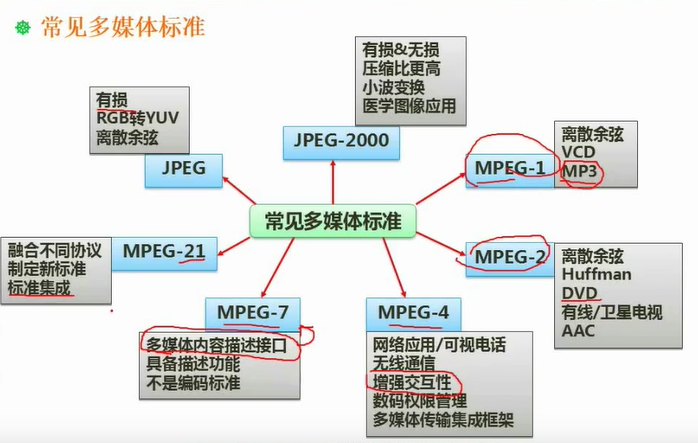 常见多媒体标准
有损&无损
压缩比更高
小波变换
医学图像应用
JPEG-2000
有损
RGB转YUV
离散余弦
JPEG
MPEG-1
离散余弦
VCD
MP3
常见多媒体标准
融合不同协议
制定新标准
标准集成
MPEG-21
MPEG-2
离散余弦
Huffman
DVD
有线/卫星电视
AAC
MPEG-7
多媒体内容描述接口
具备描述功能
不是编码标准
MPEG-4
网络应用/可视电话
无线通信
增强交互性
数码权限管理
多媒体传输集成框架